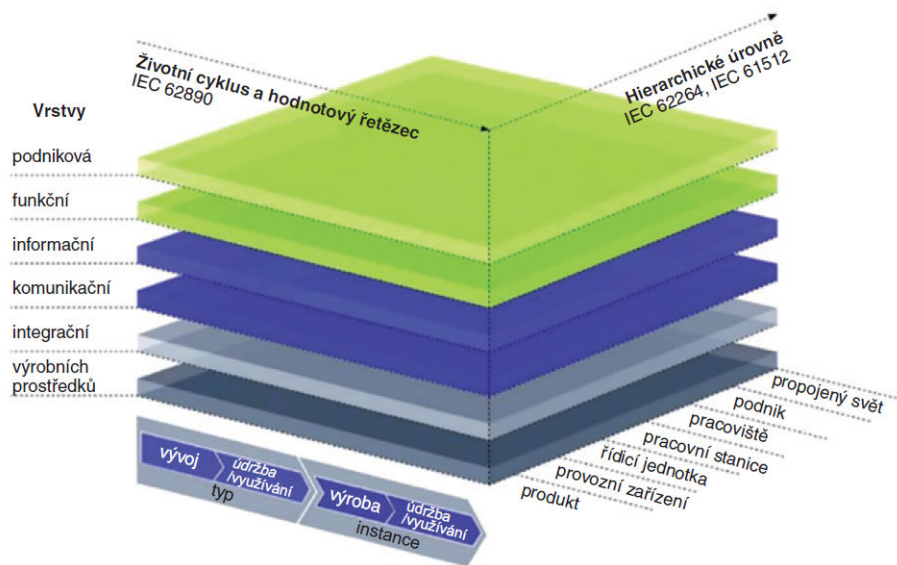 Životní cyklus a hodnotový řetězec
IEC 62890
Hierarchické úrovně
IEC 62264, IEC 61512
Vrstvy
podniková
funkční
informační
komunikační
integrační
výrobních
prostředků
propojený svět
podnik
pracoviště
pracovní stanice
řídicí jednotka
provozní zařízení
produkt
vývoj
údržba
/využívání
typ
výroba
údržba
/využívání
instance